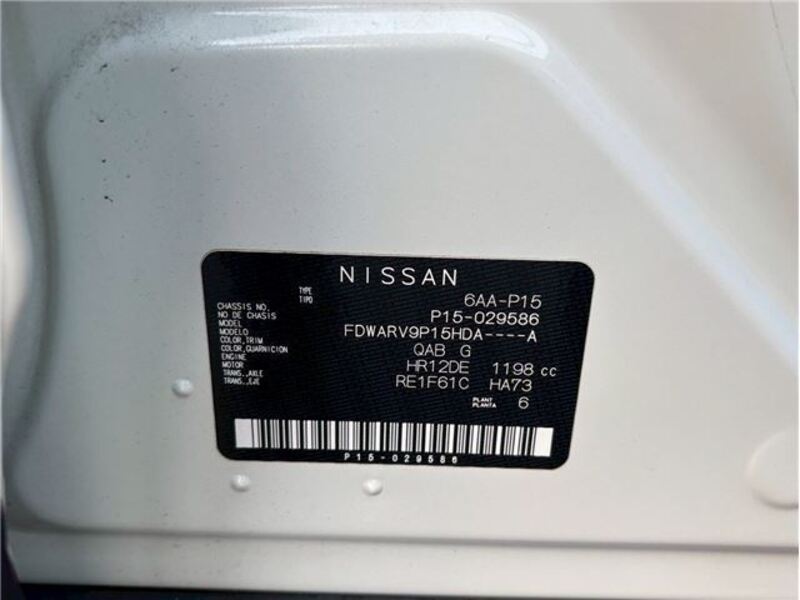 NISSAN
TYPE
TIPO
6AA-P15
CHASSIS NO.
NO DE CHASIS
P15-029586
MODEL
MODELO
FDWARV9P15HDA----A
COLOR,TRIM
COLOR,GUARNICION
QAB G
ENGINE
MOTOR
HR12DE 1198 cc
TRANS.,AXLE
TRANS.,EJE
RE1F61C HA73
PLANT
PLANTA
6
P15-029586